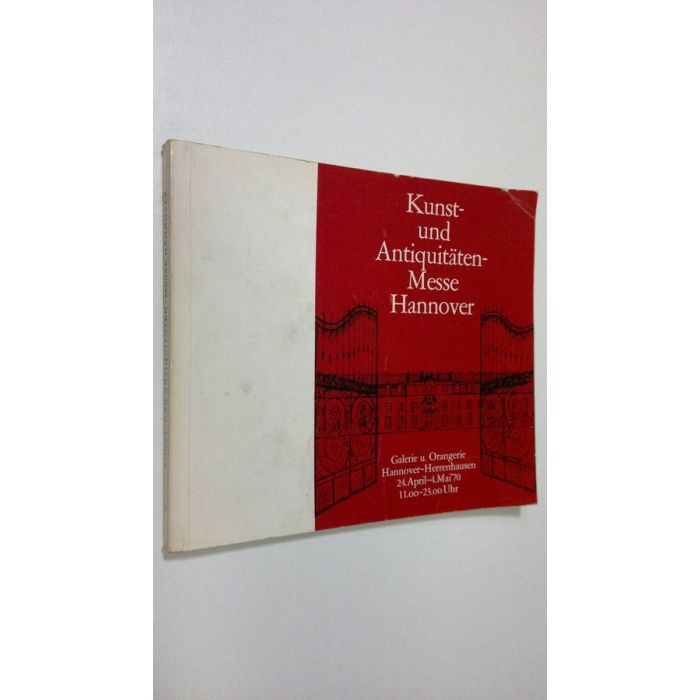 Kunst-
und
Antiquitäten-
Messe
Hannover
Galerie u. Orangerie
Hannover-Herrenhausen
24.April-4.Mai'70
11.00-23.00 Uhr